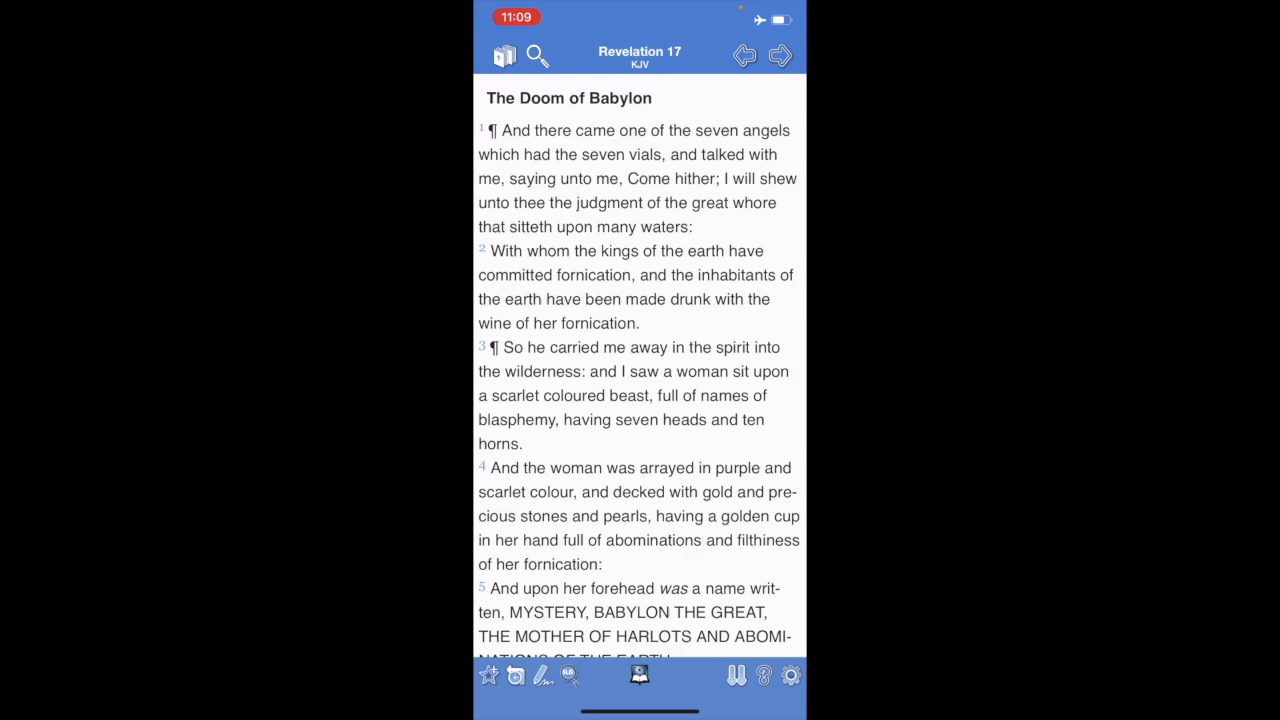 11:09
Revelation 17
KJV
The Doom of Babylon
1 ¶ And there came one of the seven angels
which had the seven vials, and talked with
me, saying unto me, Come hither; I will shew
unto thee the judgment of the great whore
that sitteth upon many waters:
2 With whom the kings of the earth have
committed fornication, and the inhabitants of
the earth have been made drunk with the
wine of her fornication.
3 ¶ So he carried me away in the spirit into
the wilderness: and I saw a woman sit upon
a scarlet coloured beast, full of names of
blasphemy, having seven heads and ten
horns.
4 And the woman was arrayed in purple and
scarlet colour, and decked with gold and pre-
cious stones and pearls, having a golden cup
in her hand full of abominations and filthiness
of her fornication:
5 And upon her forehead was a name writ-
ten, MYSTERY, BABYLON THE GREAT,
THE MOTHER OF HARLOTS AND ABOMI-
NATIONS OF THE EARTH